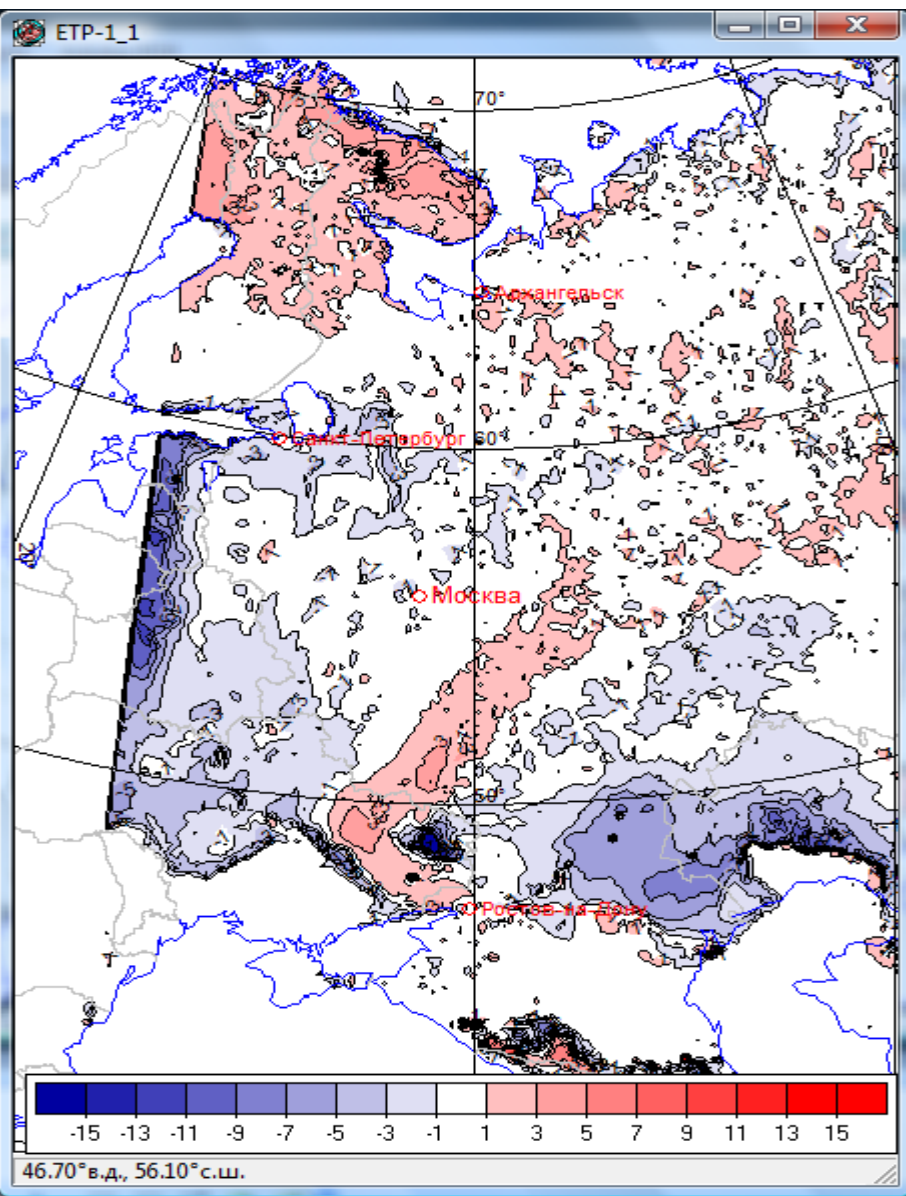 ETP-1_1
70°
Архангельск
Санкт-Петербург 60°
20
Москва
50°
Ростов-на-Дону
-15 -13 -11 -9 -7 -5 -3 -1 1 3 5 7 9 11 13 15
46.70°в.д., 56.10°с.ш.